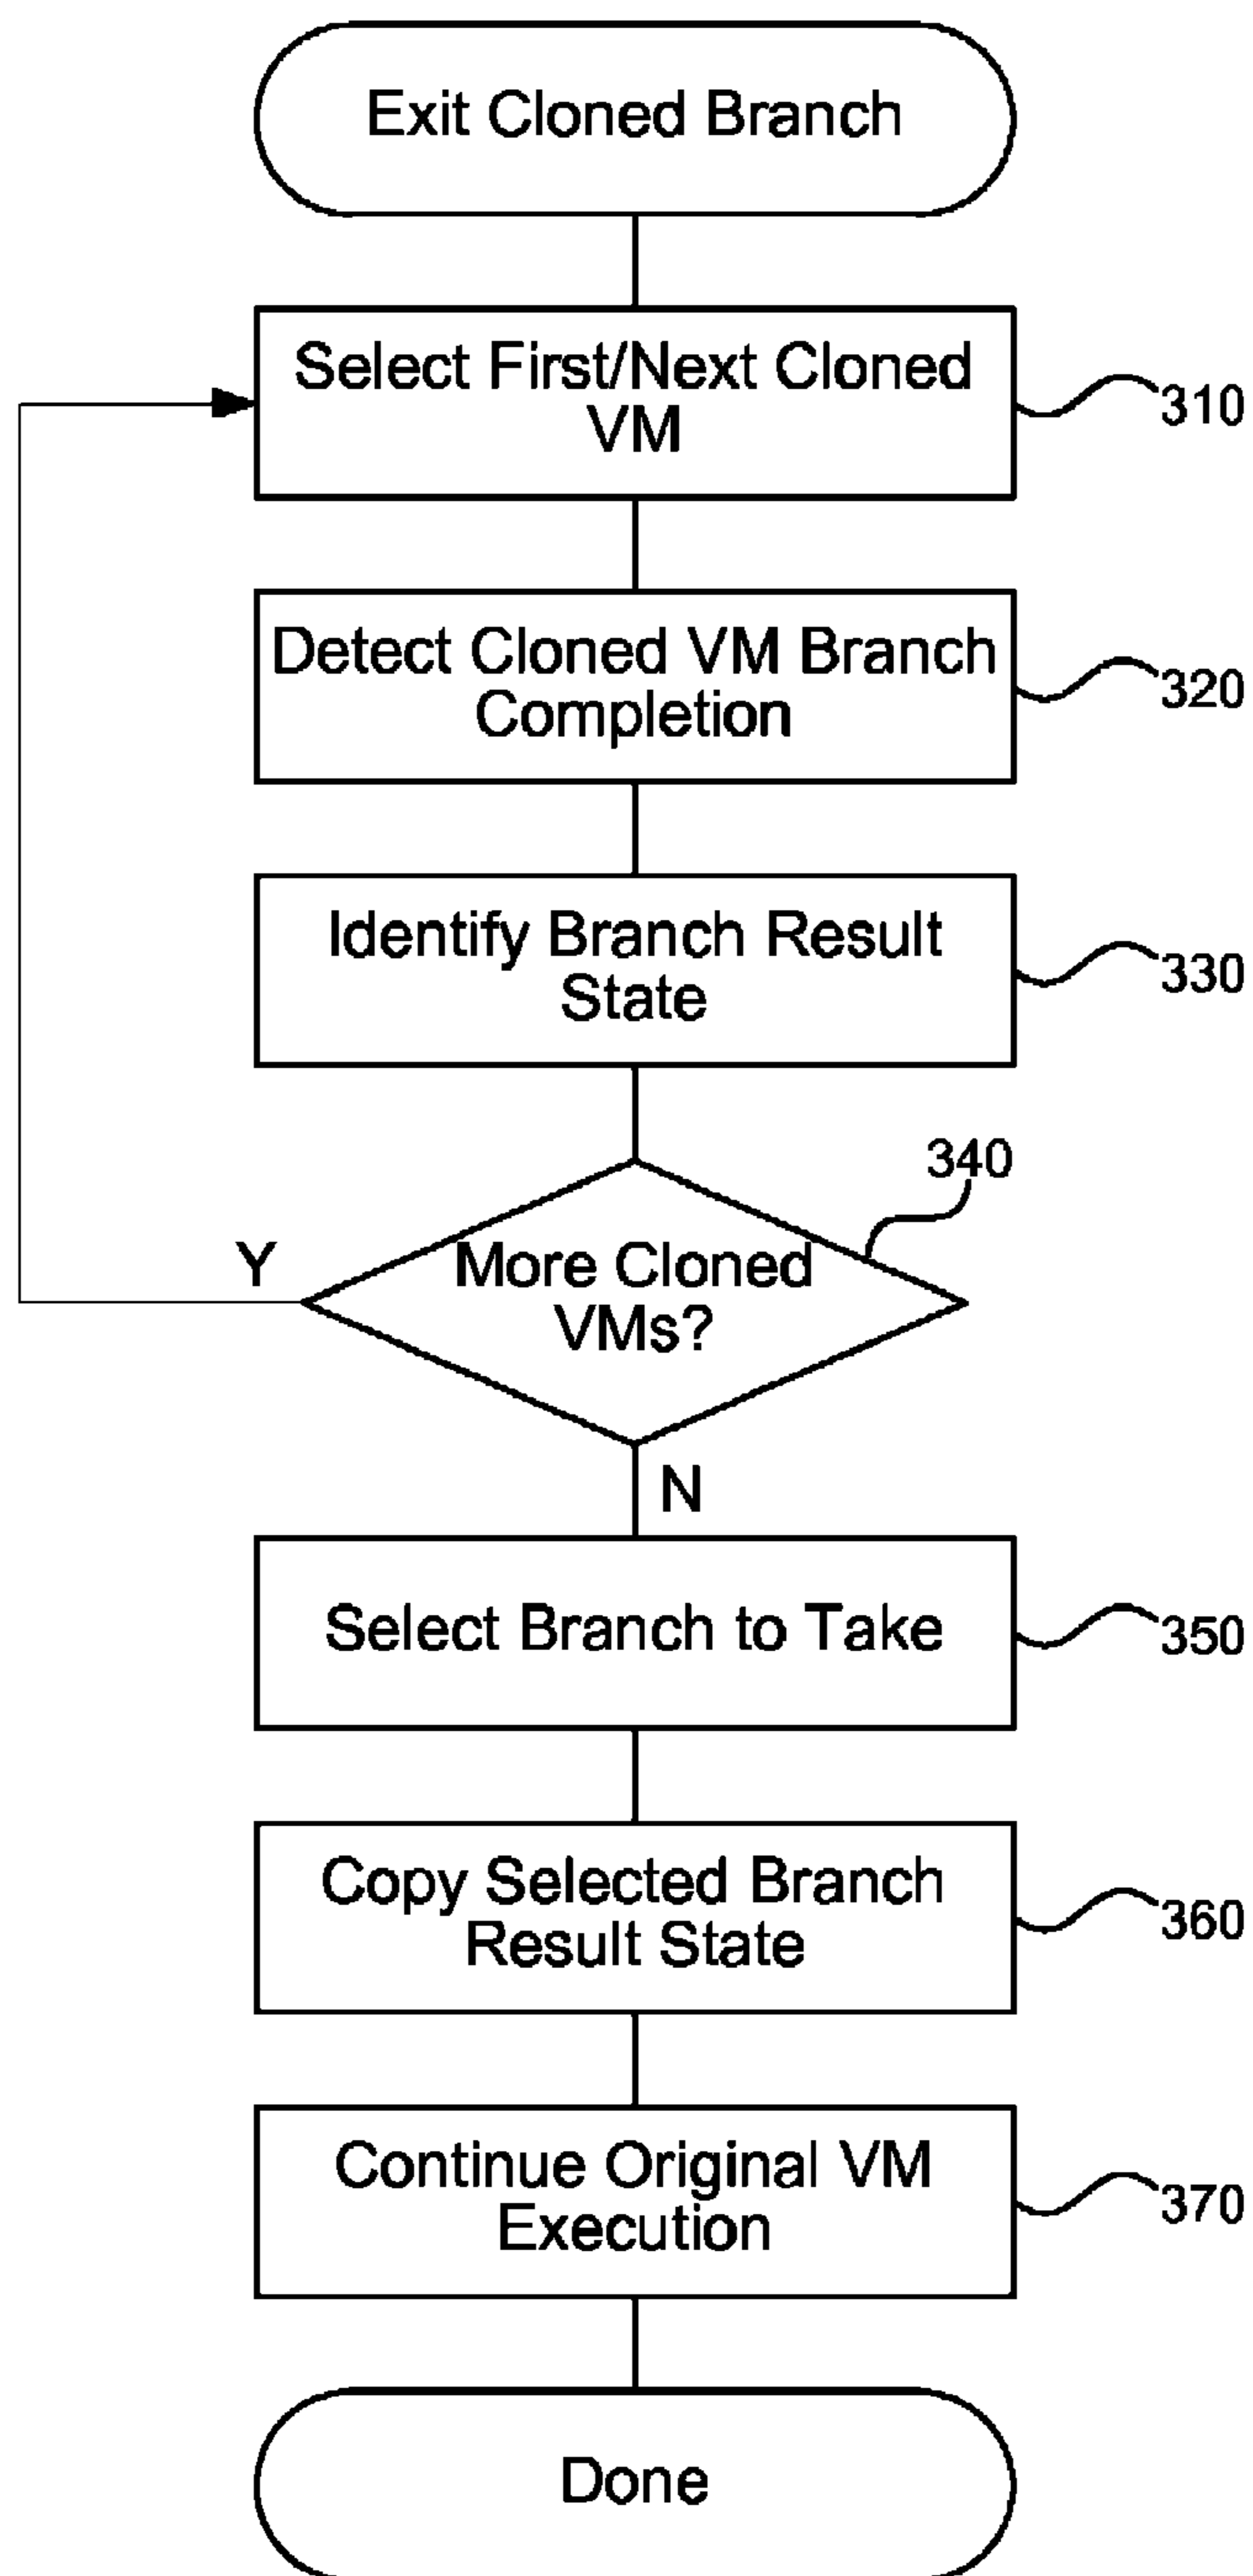 Exit Cloned Branch
Select First/Next Cloned
VM
310
Detect Cloned VM Branch
Completion
320
Identify Branch Result
State
330
340
Y
More Cloned
VMs?
N
Select Branch to Take
350
Copy Selected Branch
Result State
360
Continue Original VM
Execution
370
Done